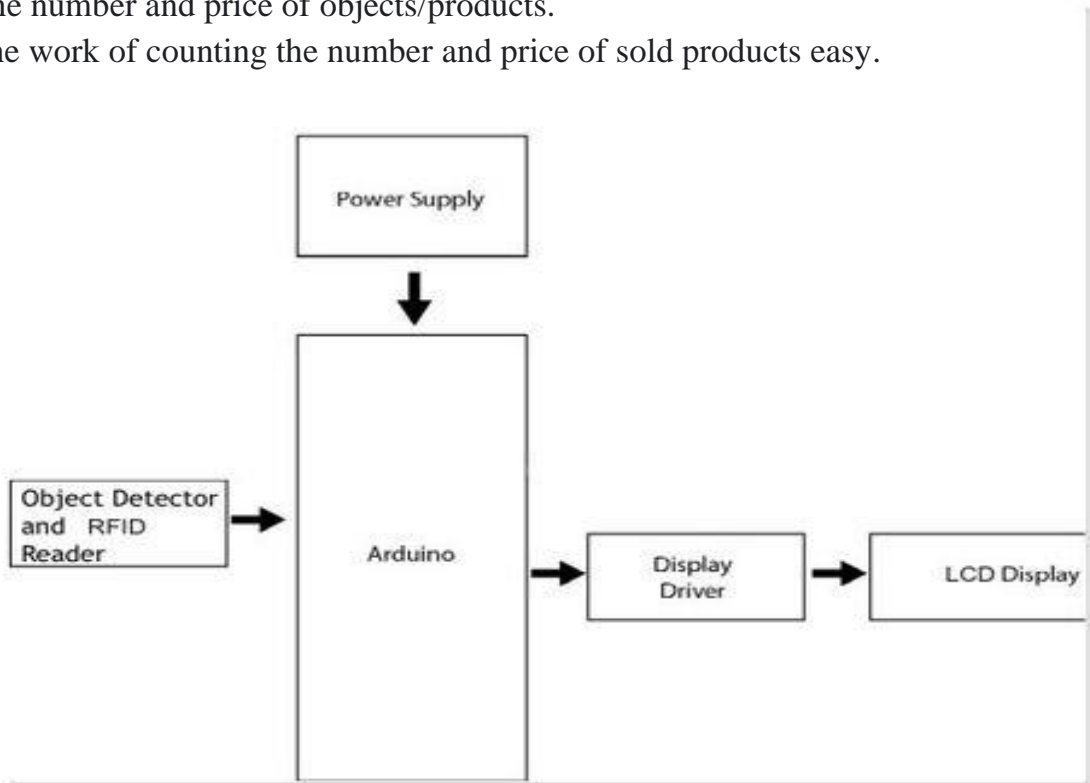 he number and price of objects/products.
he work of counting the number and price of sold products easy.
Power Supply
Object Detector
and RFID
Reader
Arduino
Display
Driver
LCD Display